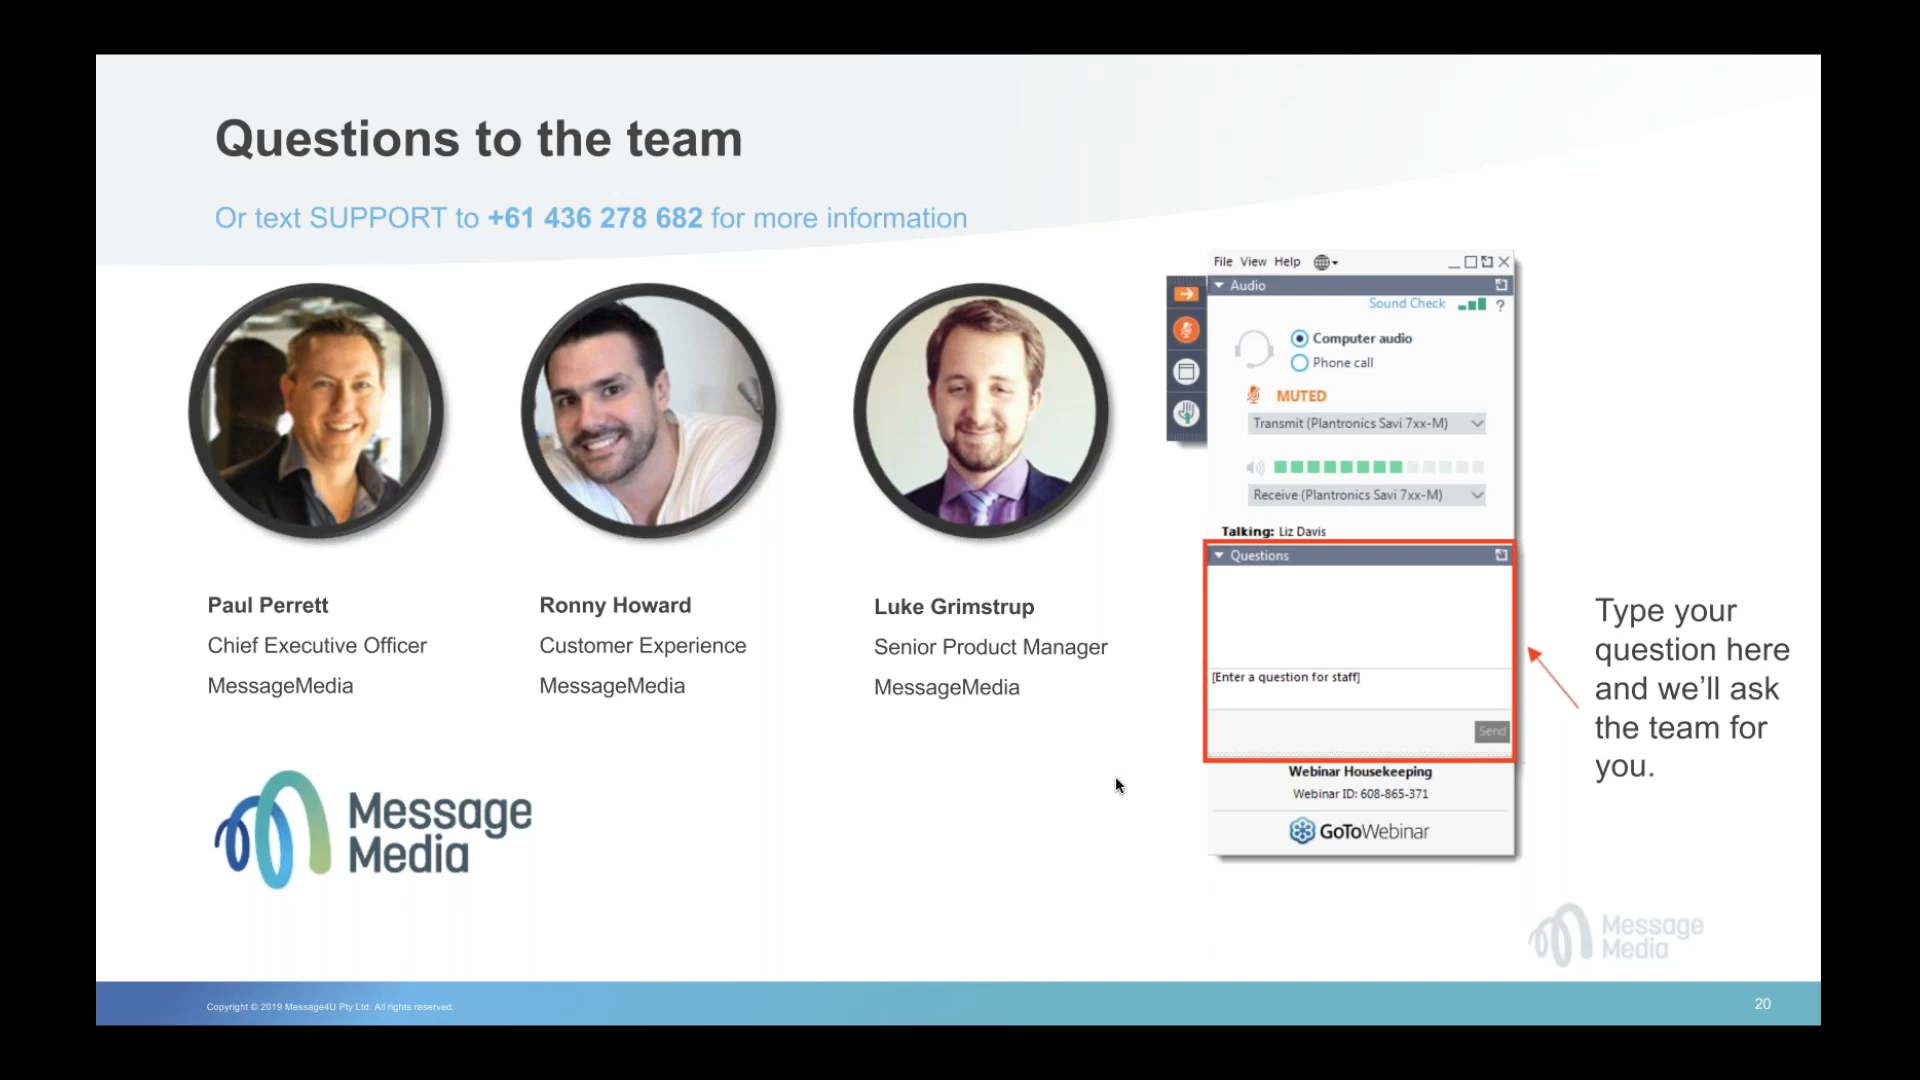 Questions to the team
Or text SUPPORT to +61 436 278 682 for more information
Paul Perrett
Chief Executive Officer
MessageMedia
Ronny Howard
Customer Experience
MessageMedia
Luke Grimstrup
Senior Product Manager
MessageMedia
File View Help
Audio
Sound Check ?
Computer audio
Phone call
MUTED
Transmit (Plantronics Savi 7xx-M)
Receive (Plantronics Savi 7xx-M)
Talking: Liz Davis
Questions
[Enter a question for staff]
Send
Webinar Housekeeping
Webinar ID: 608-865-371
GoToWebinar
Type your
question here
and we’ll ask
the team for
you.
Message
Media
Message
Media
Copyright © 2019 Message4U Pty Ltd. All rights reserved.
20